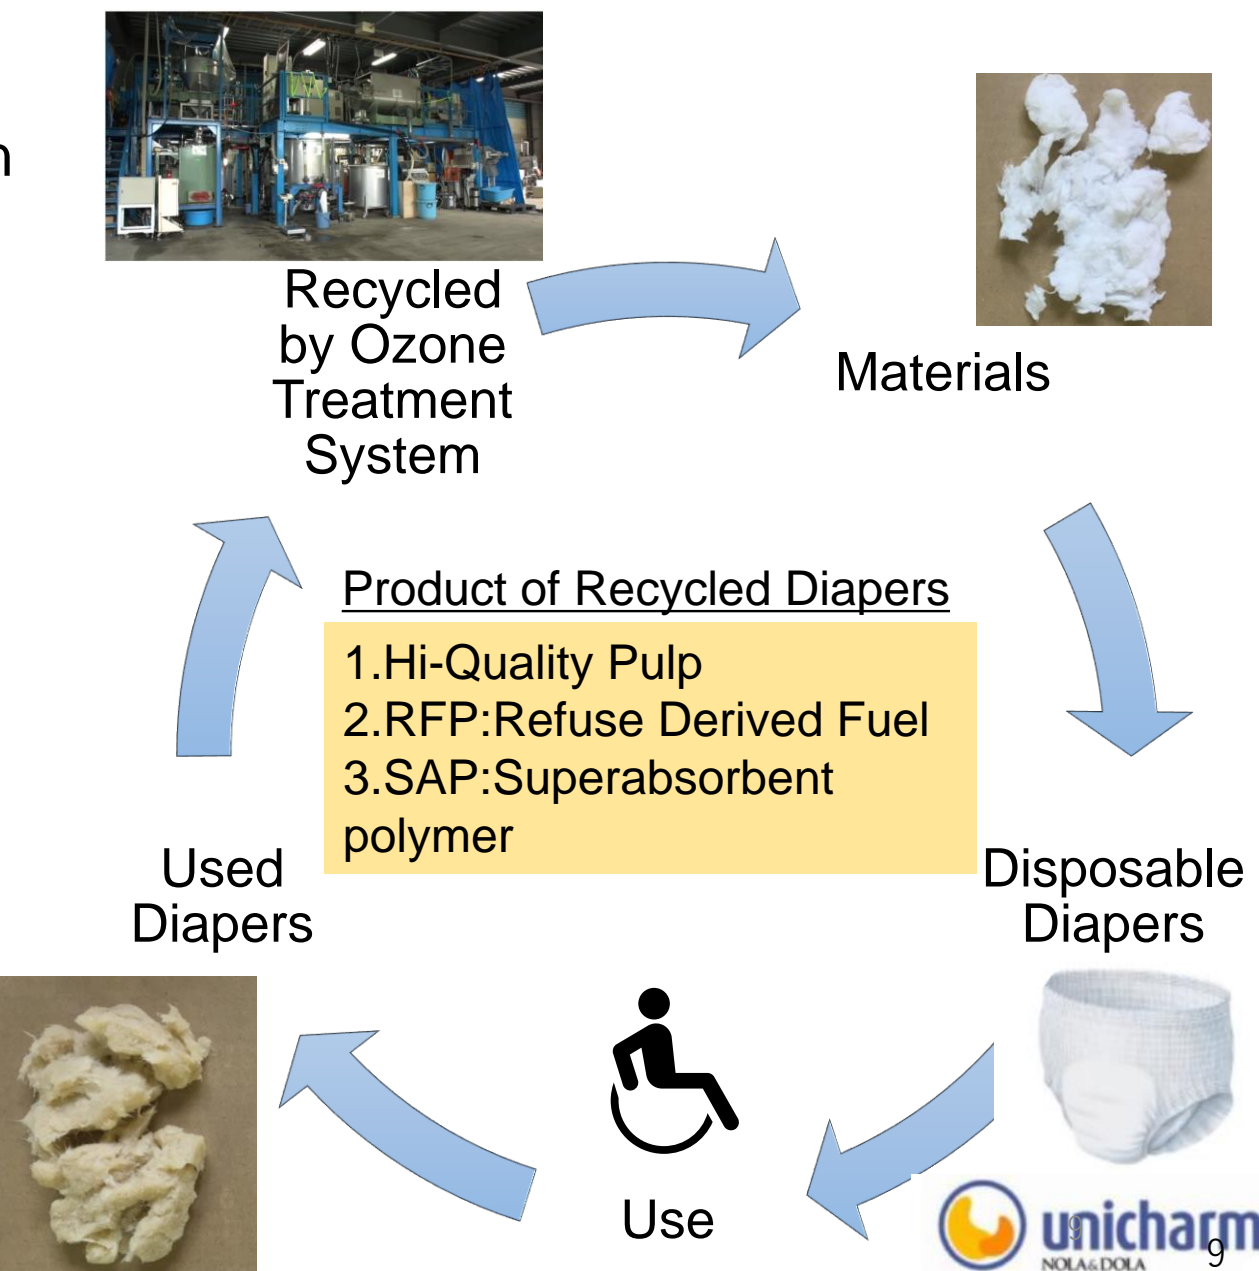 n
Recycled
by Ozone
Treatment
System
Materials
Product of Recycled Diapers
1.Hi-Quality Pulp
2.RFP:Refuse Derived Fuel
3.SAP:Superabsorbent
polymer
Used
Diapers
Disposable
Diapers
Use
unicharm
NOLA&DOLA
9
9